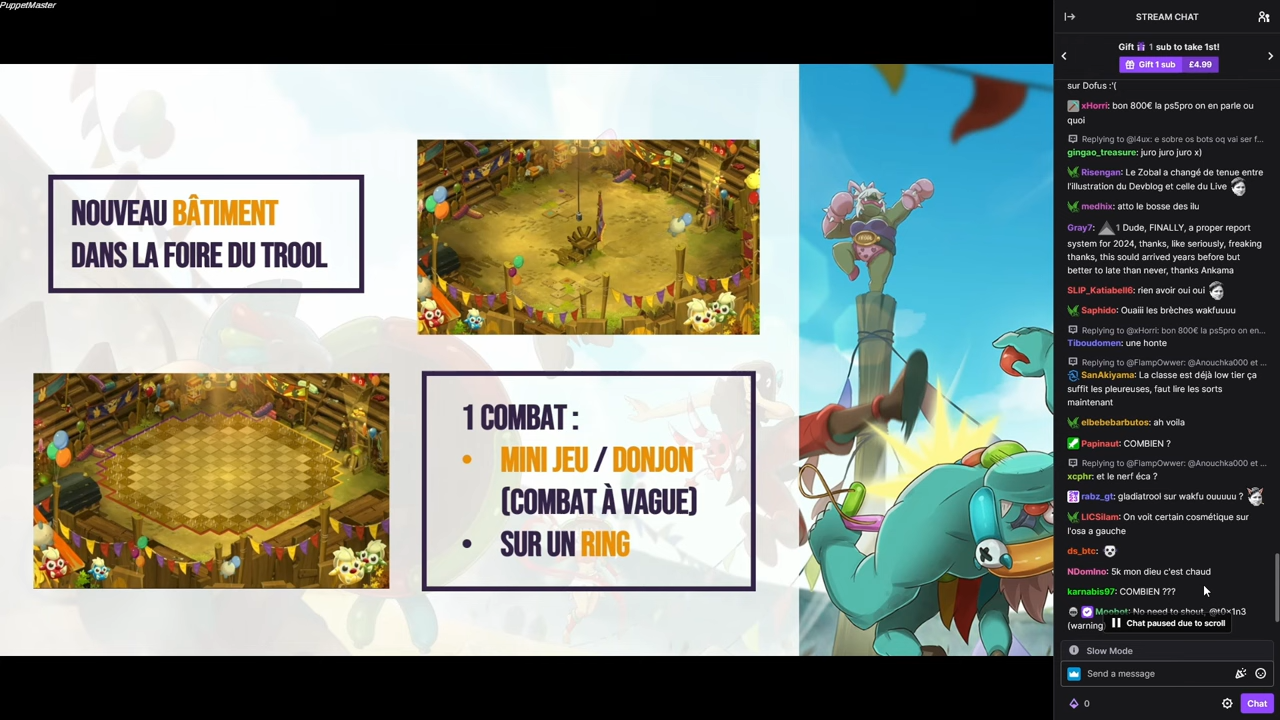 PuppetMaster
NOUVEAU BÂTIMENT
DANS LA FOIRE DU TROOL
1 COMBAT :
• MINI JEU / DONJON
(COMBAT À VAGUE)
• SUR UN RING
STREAM CHAT
Gift 1 sub to take 1st!
Gift 1 sub £4.99
sur Dofus :'(
xHorri: bon 800€ la ps5pro on en parle ou
quoi
Replying to @l4ux: e sobre os bots oq vai ser f...
gingao_treasure: juro juro juro x)
Risengan: Le Zobal a changé de tenue entre
l'illustration du Devblog et celle du Live
medhix: atto le bosse des ilu
Gray7: 1 Dude, FINALLY, a proper report
system for 2024, thanks, like seriously, freaking
thanks, this sould arrived years before but
better to late than never, thanks Ankama
SLIP_Katiabell6: rien avoir oui oui
Saphido: Ouaiii les brèches wakfuuuu
Replying to @xHorri: bon 800€ la ps5pro on en...
Tiboudomen: une honte
Replying to @FlampOwwer: @Anouchka000 et ...
SanAkiyama: La classe est déjà low tier ça
suffit les pleureuses, faut lire les sorts
maintenant
elbebebarbutos: ah voila
Papinaut: COMBIEN ?
Replying to @FlampOwwer: @Anouchka000 et ...
xcphr: et le nerf éca ?
rabz_gt: gladiatrool sur wakfu ouuuuu ?
LICSilam: On voit certain cosmétique sur
l'osa a gauche
ds_btc:
NDomIno: 5k mon dieu c'est chaud
karnabis97: COMBIEN ???
Moobot: No need to shout, @t0x1n3
(warning
Chat paused due to scroll
Slow Mode
Send a message
0
Chat